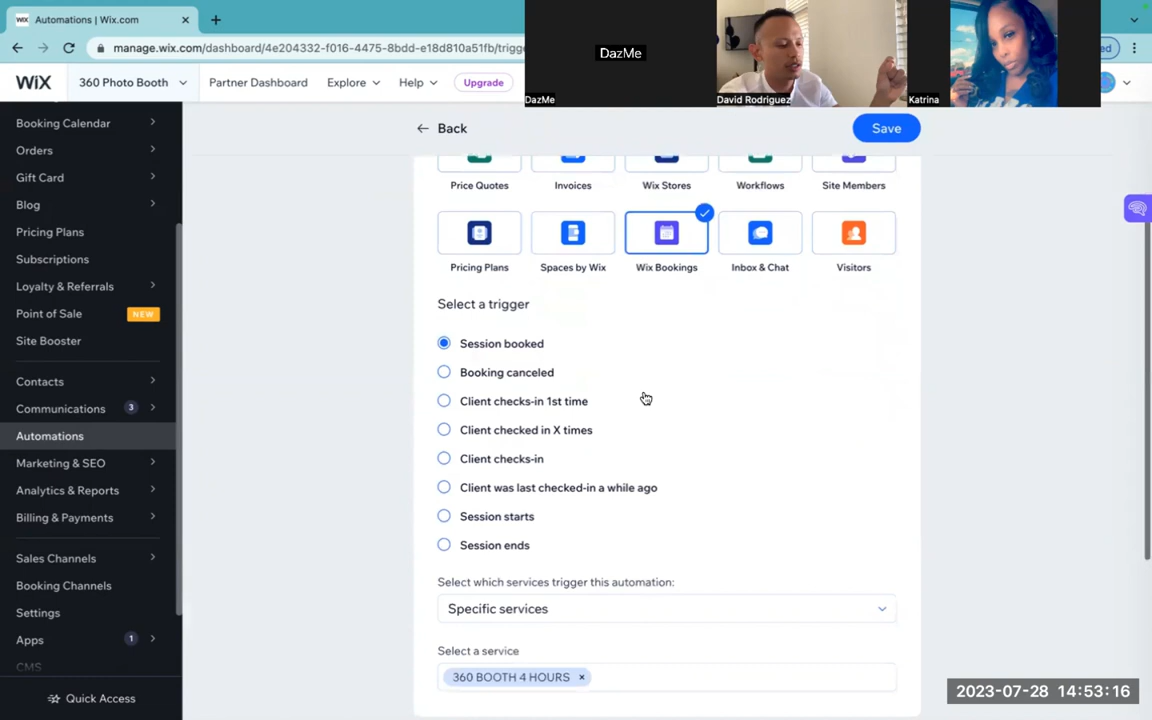 WIX
Automations | Wix.com
manage.wix.com/dashboard/4e204332-f016-4475-8bdd-e18d810a51fb/trigge
ed
DazMe
DazMe
David Rodriguez
Katrina
WIX
360 Photo Booth
Partner Dashboard
Explore
Help
Upgrade
Booking Calendar
Orders
Gift Card
Blog
Pricing Plans
Subscriptions
Loyalty & Referrals
Point of Sale
NEW
Site Booster
Contacts
Communications
3
Automations
Marketing & SEO
Analytics & Reports
Billing & Payments
Sales Channels
Booking Channels
Settings
Apps
1
CMS
Quick Access
Back
Save
Price Quotes
Invoices
Wix Stores
Workflows
Site Members
Pricing Plans
Spaces by Wix
Wix Bookings
Inbox & Chat
Visitors
Select a trigger
Session booked
Booking canceled
Client checks-in 1st time
Client checked in X times
Client checks-in
Client was last checked-in a while ago
Session starts
Session ends
Select which services trigger this automation:
Specific services
Select a service
360 BOOTH 4 HOURS ×
2023-07-28 14:53:16